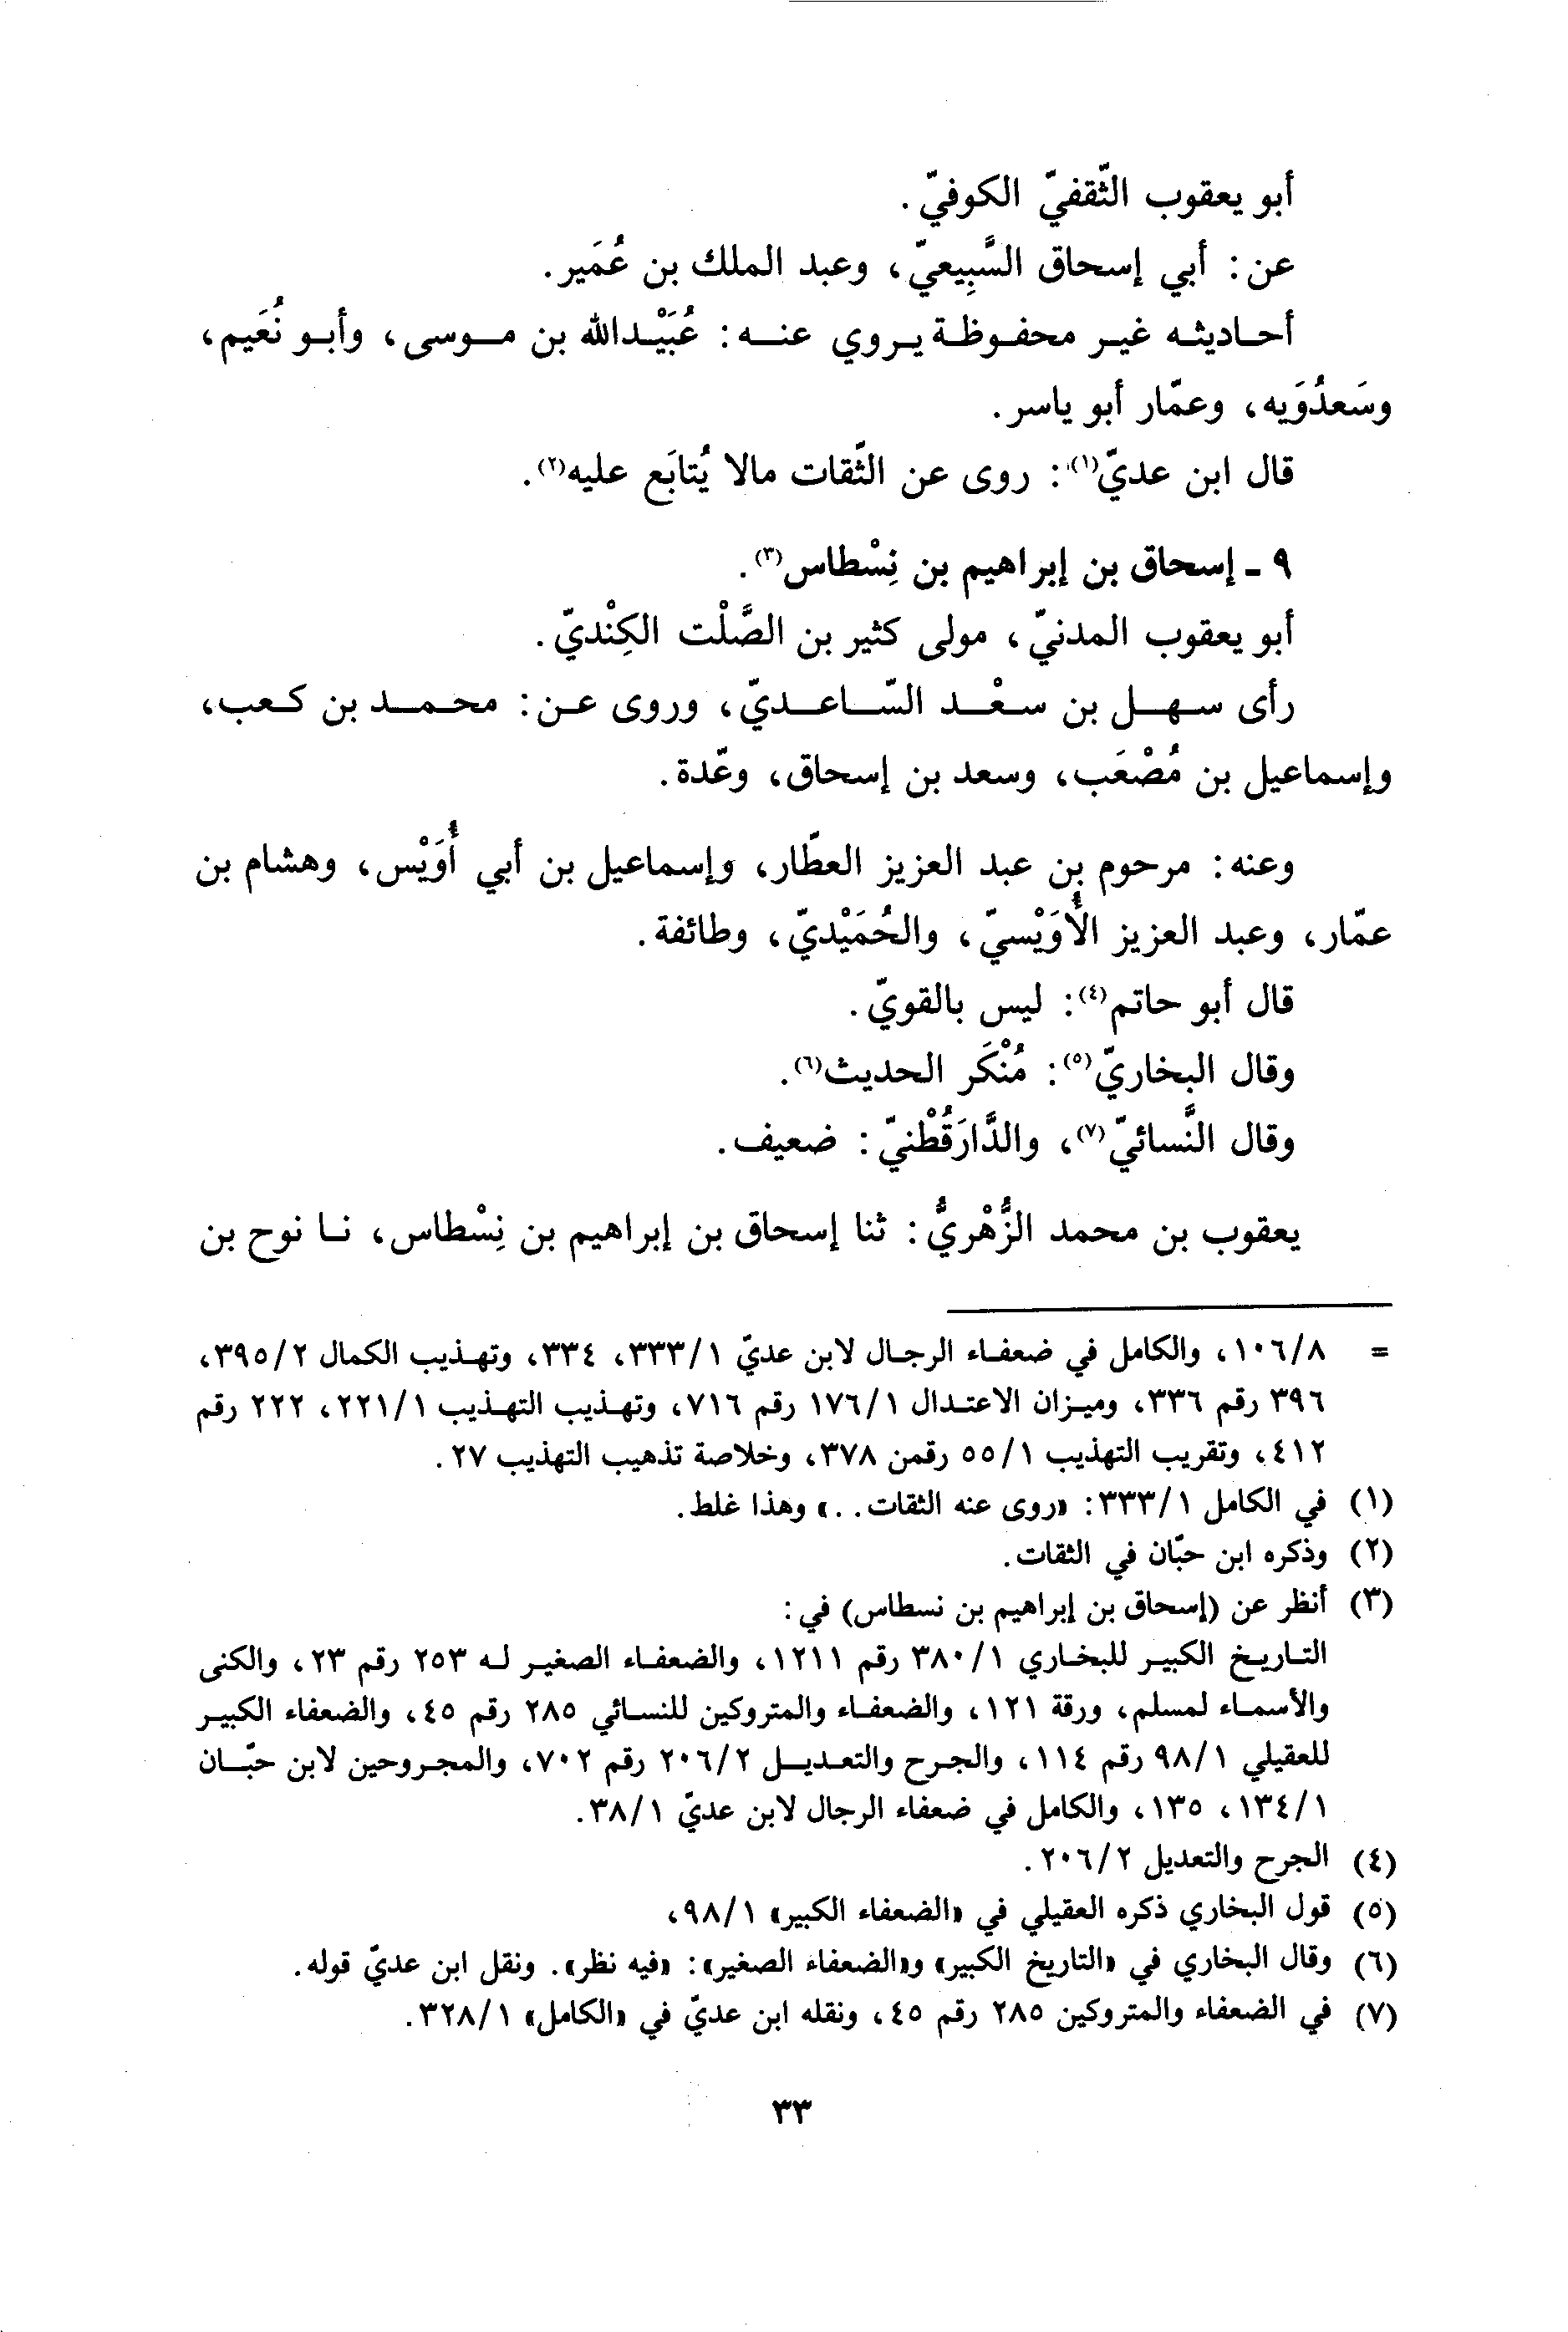 أبو يعقوب الثّقفيّ الكوفيّ.
عن: أبي إسحاق السَّبِيعيّ، وعبد الملك بن عُمَير.
أحاديثه غير محفوظة يروي عنه: عُبَيْدالله بن موسى، وأبو نُعَيم،
وسَعدُوَيه، وعمّار أبو ياسر.
قال ابن عديّ(١): روى عن الثّقات مالا يُتابَع عليه(٢).
٩ - إسحاق بن إبراهيم بن نِسْطاس(٣).
أبو يعقوب المدنيّ، مولى كثير بن الصَّلْت الكِنْديّ.
رأى سهل بن سعْد السّاعديّ، وروى عن: محمد بن كعب،
وإسماعيل بن مُصْعَب، وسعد بن إسحاق، وعّدة.
وعنه: مرحوم بن عبد العزيز العطّار، وإسماعيل بن أبي أُوَيْس، وهشام بن
عمّار، وعبد العزيز الأُوَيْسيّ، والحُمَيْديّ، وطائفة.
قال أبو حاتم(٤): ليس بالقويّ.
وقال البخاريّ(٥): مُنْكَر الحديث(٦).
وقال النَّسائيّ(٧)، والدَّارَقُطْنيّ: ضعيف.
يعقوب بن محمد الزُّهْريُّ: ثنا إسحاق بن إبراهيم بن نِسْطاس، نا نوح بن
= ١٠٦/٨، والكامل في ضعفاء الرجال لابن عديّ ٣٣٣/١، ٣٣٤، وتهذيب الكمال ٣٩٥/٢،
٣٩٦ رقم ٣٣٦، وميزان الاعتدال ١٧٦/١ رقم ٧١٦، وتهذيب التهذيب ٢٢١/١، ٢٢٢ رقم
٤١٢، وتقريب التهذيب ٥٥/١ رقمن ٣٧٨، وخلاصة تذهيب التهذيب ٢٧.
(١) في الكامل ٣٣٣/١: «روى عنه الثقات..» وهذا غلط.
(٢) وذكره ابن حبّان في الثقات.
(٣) أنظر عن (إسحاق بن إبراهيم بن نسطاس) في:
التاريخ الكبير للبخاري ٣٨٠/١ رقم ١٢١١، والضعفاء الصغير له ٢٥٣ رقم ٢٣، والكنى
والأسماء لمسلم، ورقة ١٢١، والضعفاء والمتروكين للنسائي ٢٨٥ رقم ٤٥، والضعفاء الكبير
للعقيلي ٩٨/١ رقم ١١٤، والجرح والتعديل ٢٠٦/٢ رقم ٧٠٢، والمجروحين لابن حبّان
١٣٤/١، ١٣٥، والكامل في ضعفاء الرجال لابن عديّ ٣٨/١.
(٤) الجرح والتعديل ٢٠٦/٢.
(٥) قول البخاري ذكره العقيلي في «الضعفاء الكبير» ٩٨/١،
(٦) وقال البخاري في «التاريخ الكبير» و«الضعفاء الصغير»: «فيه نظر». ونقل ابن عديّ قوله.
(٧) في الضعفاء والمتروكين ٢٨٥ رقم ٤٥، ونقله ابن عديّ في «الكامل» ٣٢٨/١.
٣٣